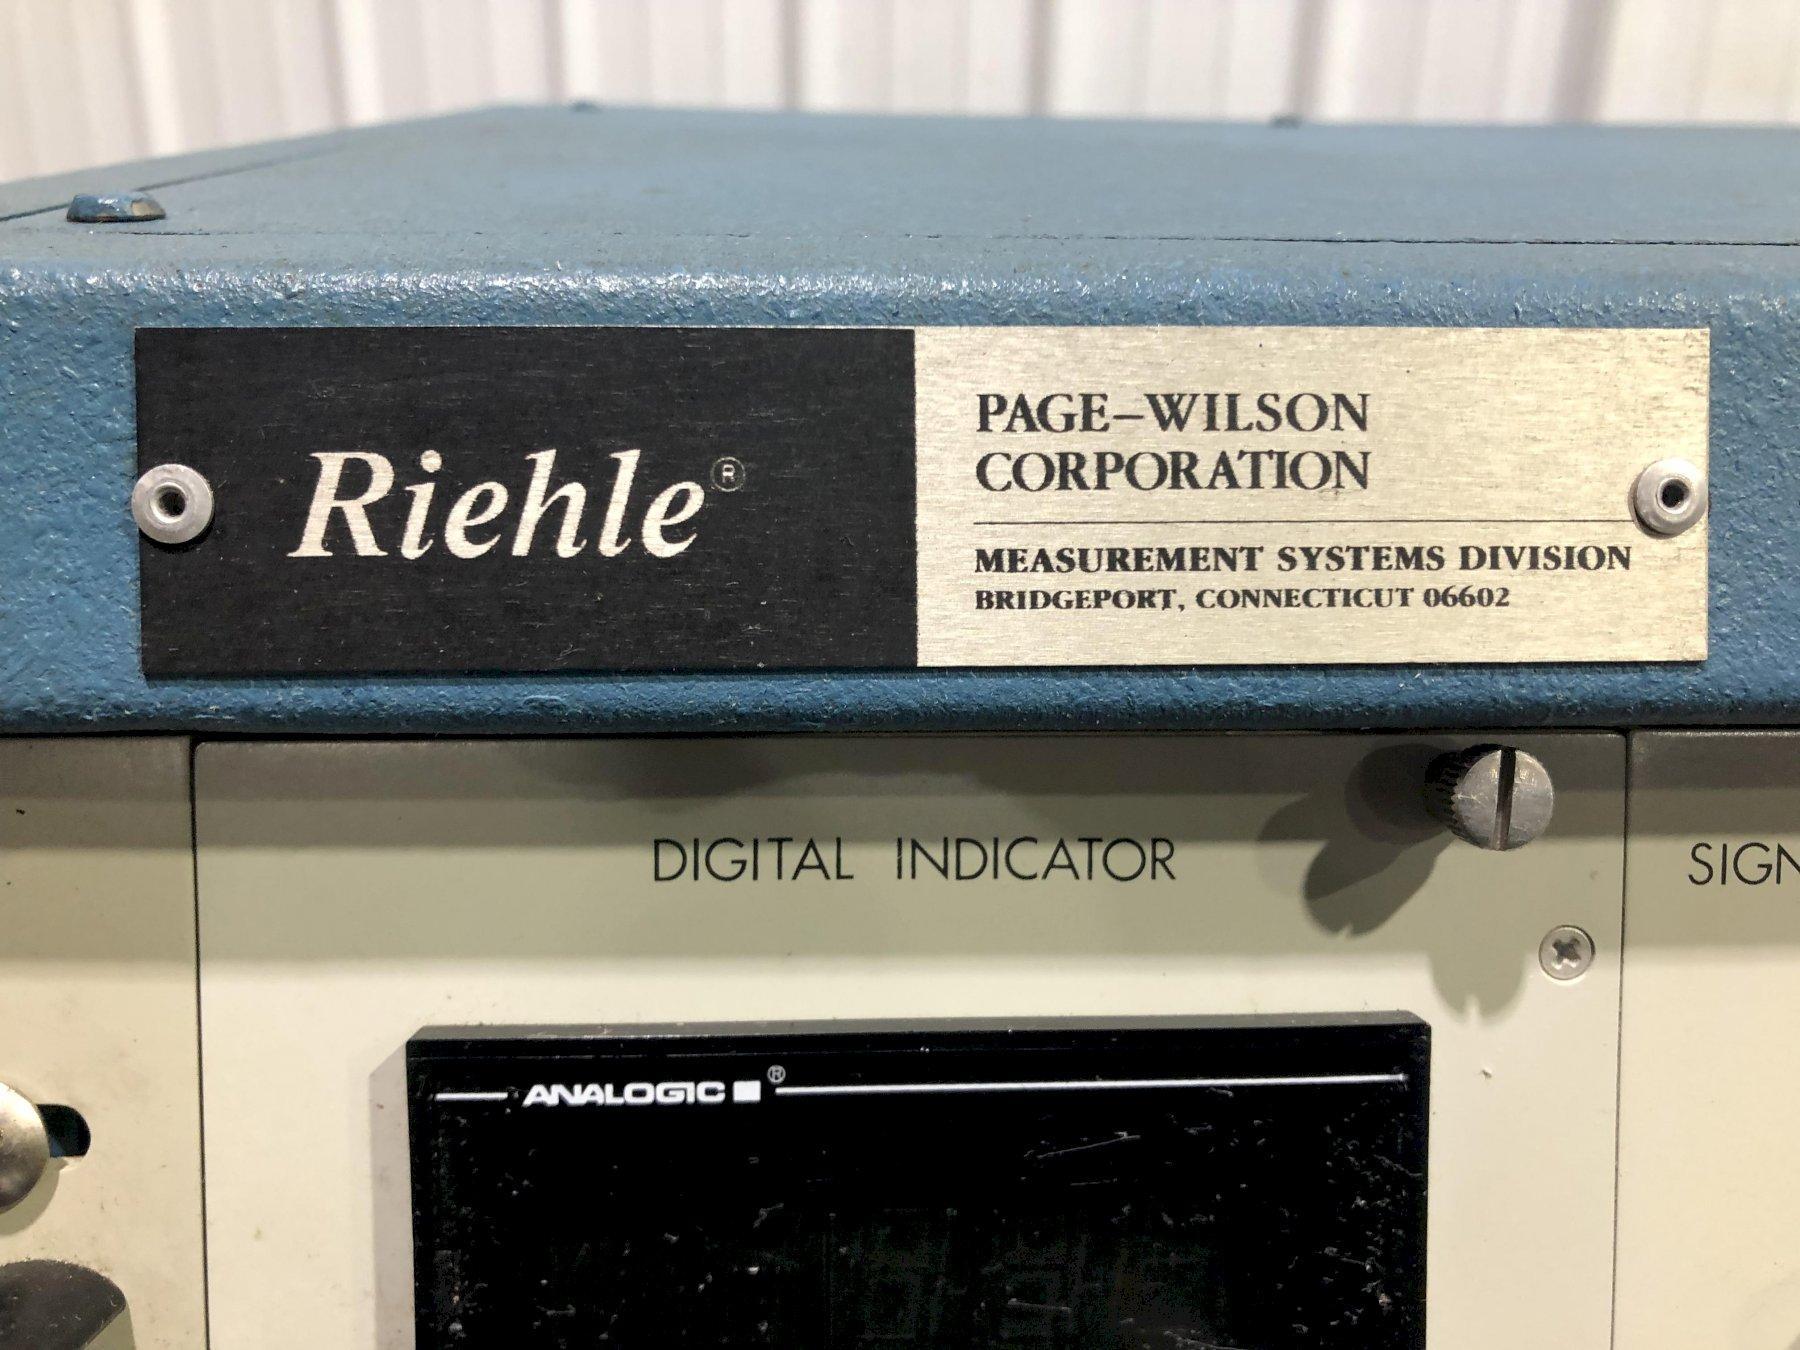 Riehle®
PAGE–WILSON
CORPORATION
MEASUREMENT SYSTEMS DIVISION
BRIDGEPORT, CONNECTICUT 06602
DIGITAL INDICATOR
ANALOGIC ®